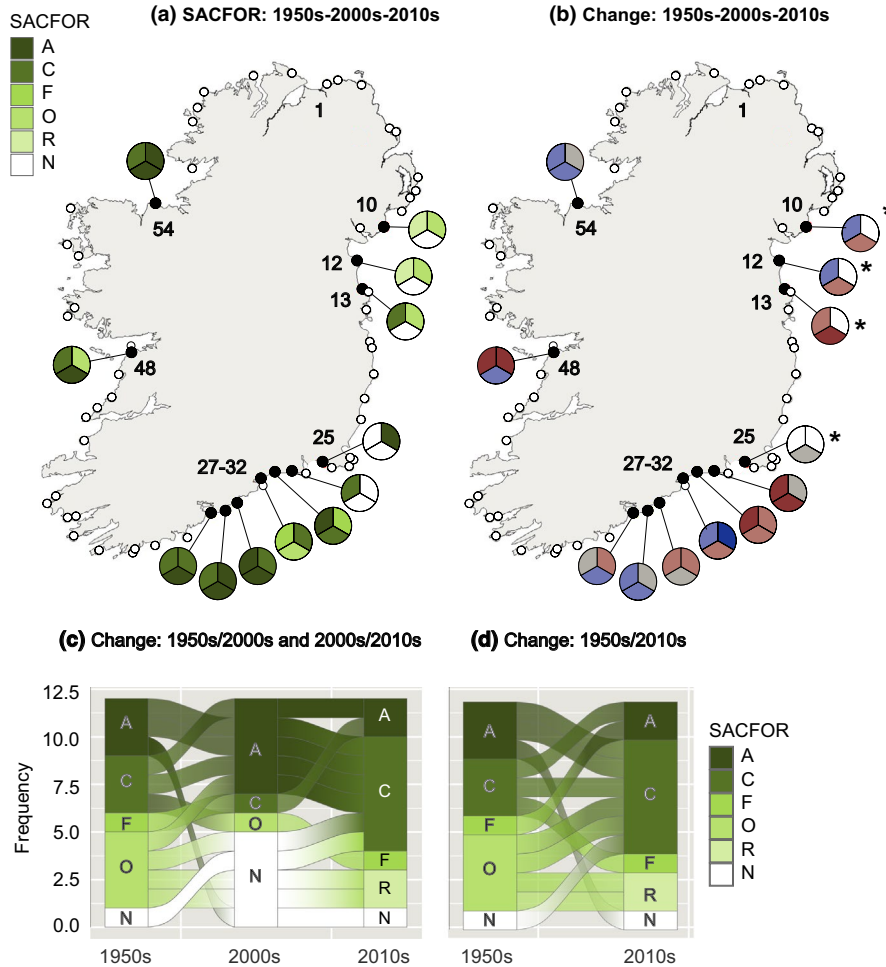 (a) SACFOR: 1950s-2000s-2010s
(b) Change: 1950s-2000s-2010s
SACFOR
A
C
F
O
R
N
1
10
12
13
25
27-32
48
54
1
10
*
12
*
13
*
25
*
27-32
48
54
(c) Change: 1950s/2000s and 2000s/2010s
(d) Change: 1950s/2010s
Frequency
12.5
10.0
7.5
5.0
2.5
0.0
A
C
F
O
N
A
C
O
N
A
C
F
R
N
1950s
2000s
2010s
A
C
F
O
N
A
C
F
R
N
1950s
2010s
SACFOR
A
C
F
O
R
N